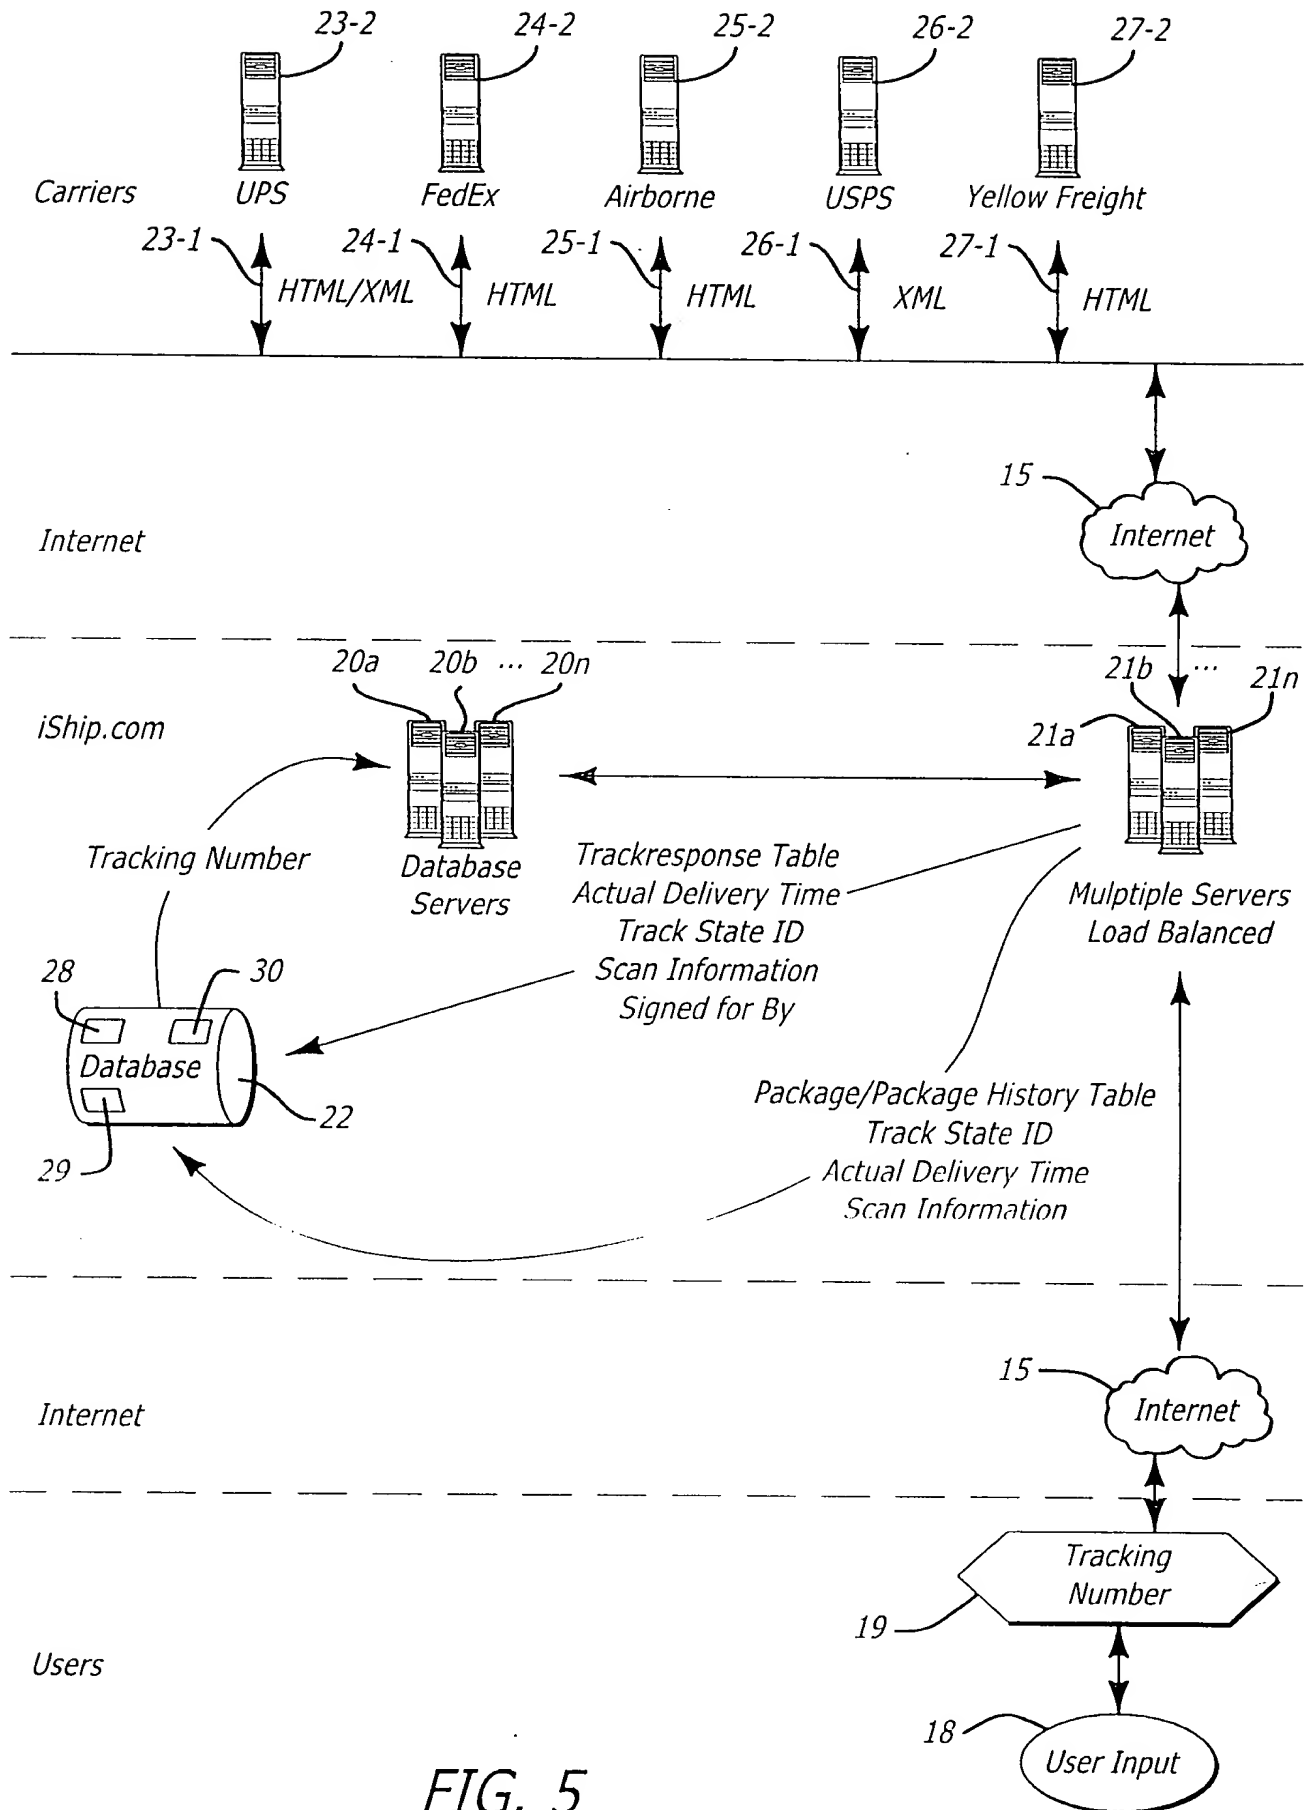 23-2
24-2
25-2
26-2
27-2
Carriers
UPS
FedEx
Airborne
USPS
Yellow Freight
23-1
24-1
25-1
26-1
27-1
HTML/XML
HTML
HTML
XML
HTML
15
Internet
Internet
20a
20b
...
20n
21b
...
21n
21a
iShip.com
Tracking Number
Database
Servers
Trackresponse Table
Actual Delivery Time
Track State ID
Scan Information
Signed for By
Mulptiple Servers
Load Balanced
28
30
Database
22
29
Package/Package History Table
Track State ID
Actual Delivery Time
Scan Information
15
Internet
Internet
Tracking
Number
19
Users
18
User Input
FIG. 5